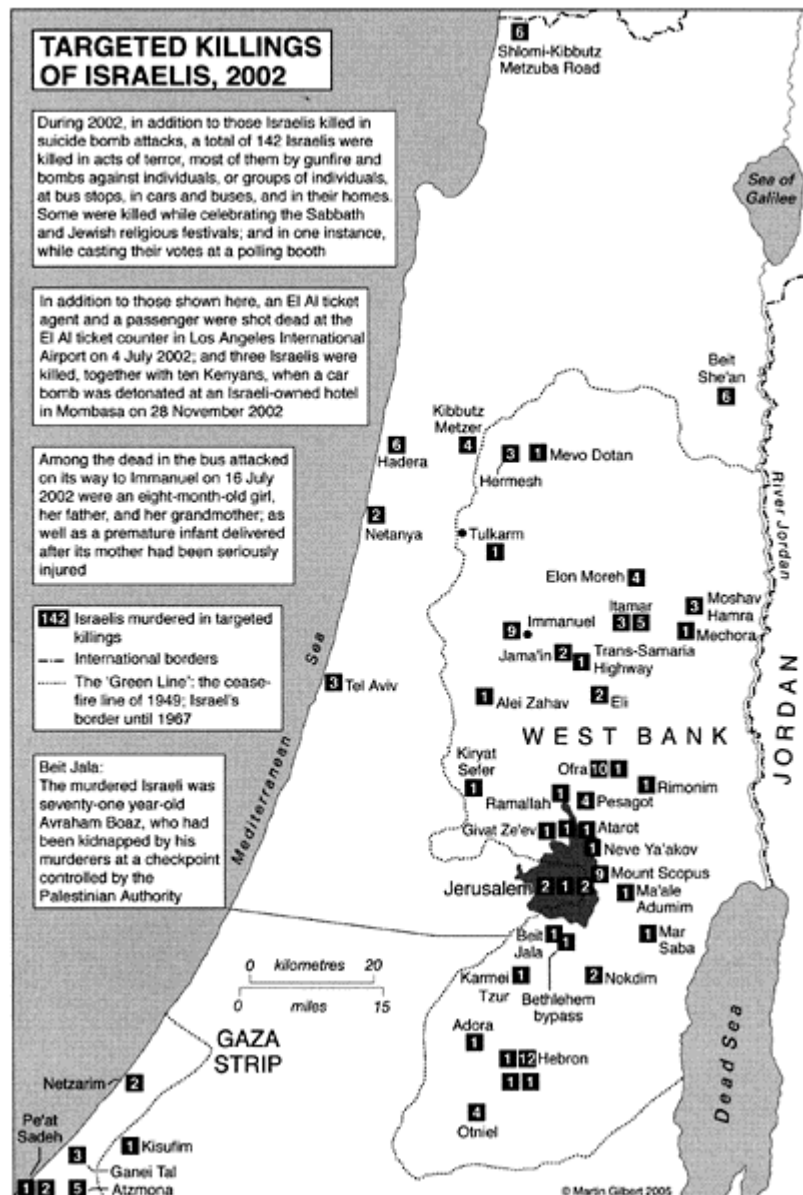 TARGETED KILLINGS
OF ISRAELIS, 2002
During 2002, in addition to those Israelis killed in
suicide bomb attacks, a total of 142 Israelis were
killed in acts of terror, most of them by gunfire and
bombs against individuals, or groups of individuals,
at bus stops, in cars and buses, and in their homes.
Some were killed while celebrating the Sabbath
and Jewish religious festivals; and in one instance,
while casting their votes at a polling booth
In addition to those shown here, an El Al ticket
agent and a passenger were shot dead at the
El Al ticket counter in Los Angeles International
Airport on 4 July 2002; and three Israelis were
killed, together with ten Kenyans, when a car
bomb was detonated at an Israeli-owned hotel
in Mombasa on 28 November 2002
Among the dead in the bus attacked
on its way to Immanuel on 16 July
2002 were an eight-month-old girl,
her father, and her grandmother; as
well as a premature infant delivered
after its mother had been seriously
injured
142 Israelis murdered in targeted
killings
International borders
The 'Green Line': the cease-
fire line of 1949; Israel's
border until 1967
Beit Jala:
The murdered Israeli was
seventy-one year-old
Avraham Boaz, who had
been kidnapped by his
murderers at a checkpoint
controlled by the
Palestinian Authority
6
Shlomi-Kibbutz
Metzuba Road
Sea of
Galilee
Beit
She'an
6
Kibbutz
Metzer
4
6
Hadera
3
Hermesh
1 Mevo Dotan
2
Netanya
Tulkarm
1
River Jordan
JORDAN
Elon Moreh 4
Itamar
3 5
3 Moshav
Hamra
1 Mechora
9 Immanuel
Jama'in 2
1 Trans-Samaria
Highway
Mediterranean Sea
3 Tel Aviv
1 Alei Zahav
2
Eli
WEST BANK
Kiryat
Sefer
1
Ofra 10 1
1 Rimonim
Ramallah 1
4 Pesagot
Givat Ze'ev 1 1
1 Atarot
1 Neve Ya'akov
9 Mount Scopus
Jerusalem 2 1 2
1 Ma'ale
Adumim
Beit
Jala 1
1
Bethlehem
bypass
1 Mar
Saba
Karmei
Tzur 1
2 Nokdim
0 kilometres 20
0 miles 15
GAZA
STRIP
Adora
1
1 12 Hebron
1 1
4
Otniel
Dead Sea
Netzarim 2
Pe'at
Sadeh
1 2
1 Kisufim
3
Ganei Tal
5 Atzmona
© Martin Gilbert 2005